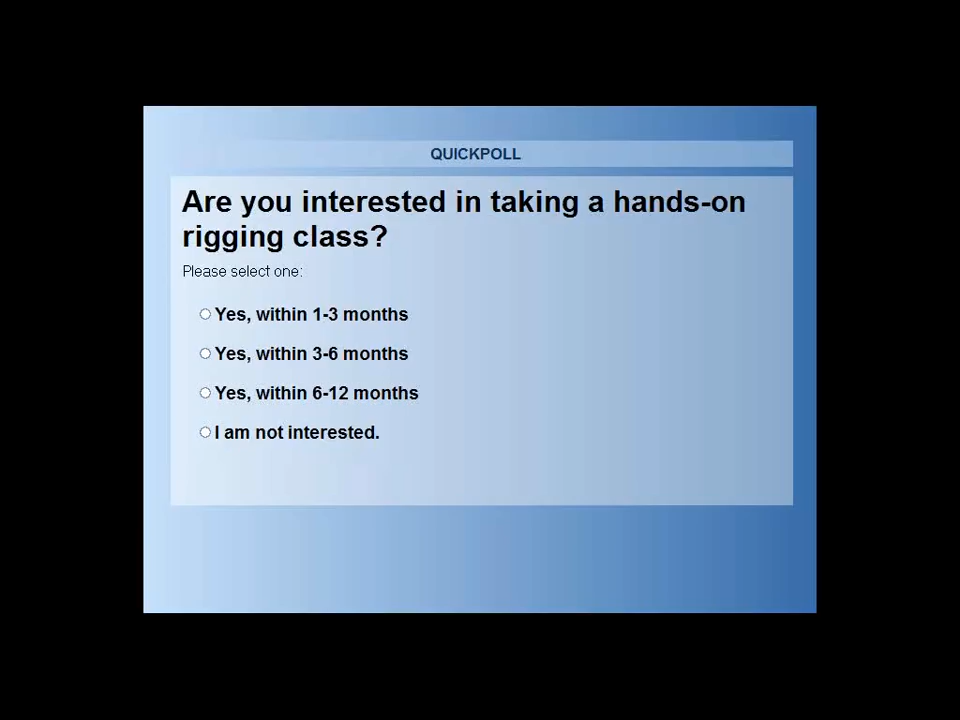 QUICKPOLL
Are you interested in taking a hands-on
rigging class?
Please select one:
Yes, within 1-3 months
Yes, within 3-6 months
Yes, within 6-12 months
I am not interested.